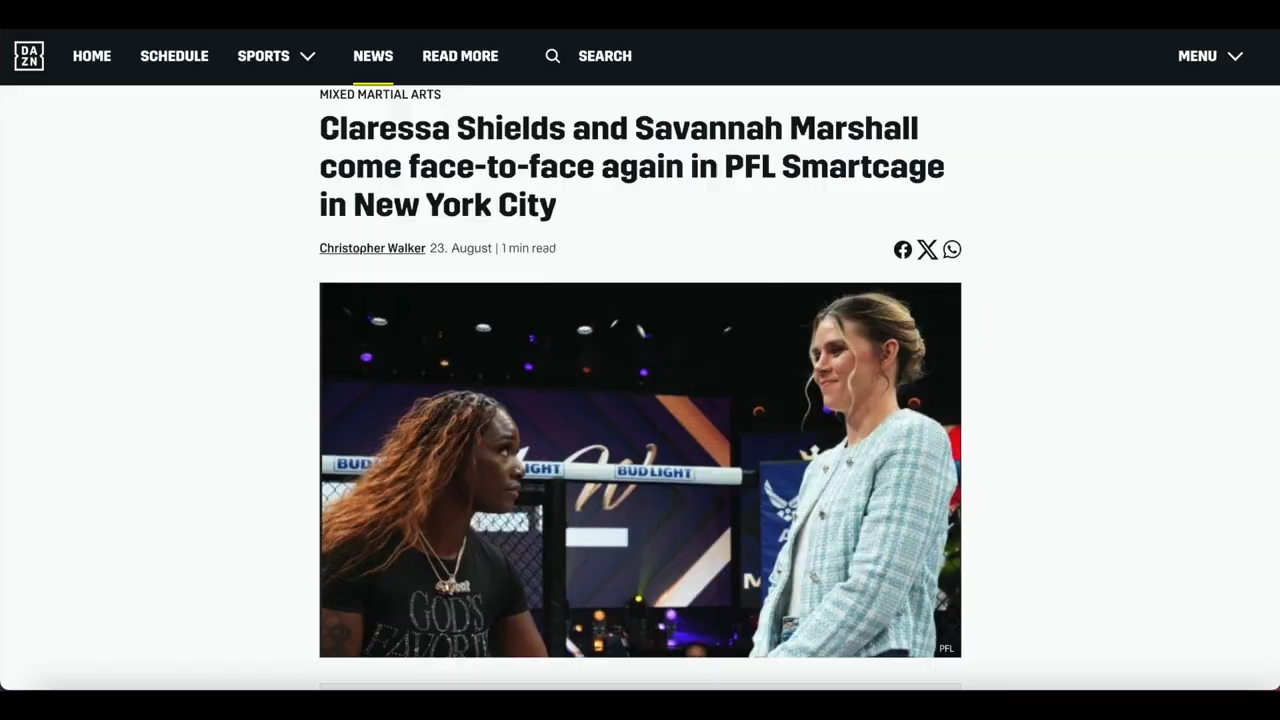 DA
ZN
HOME
SCHEDULE
SPORTS
NEWS
READ MORE
SEARCH
MENU
MIXED MARTIAL ARTS
Claressa Shields and Savannah Marshall
come face-to-face again in PFL Smartcage
in New York City
Christopher Walker 23. August | 1 min read
BUD
IGHT
BUD LIGHT
W
A
M
GOD'S
FAVORI
PFL